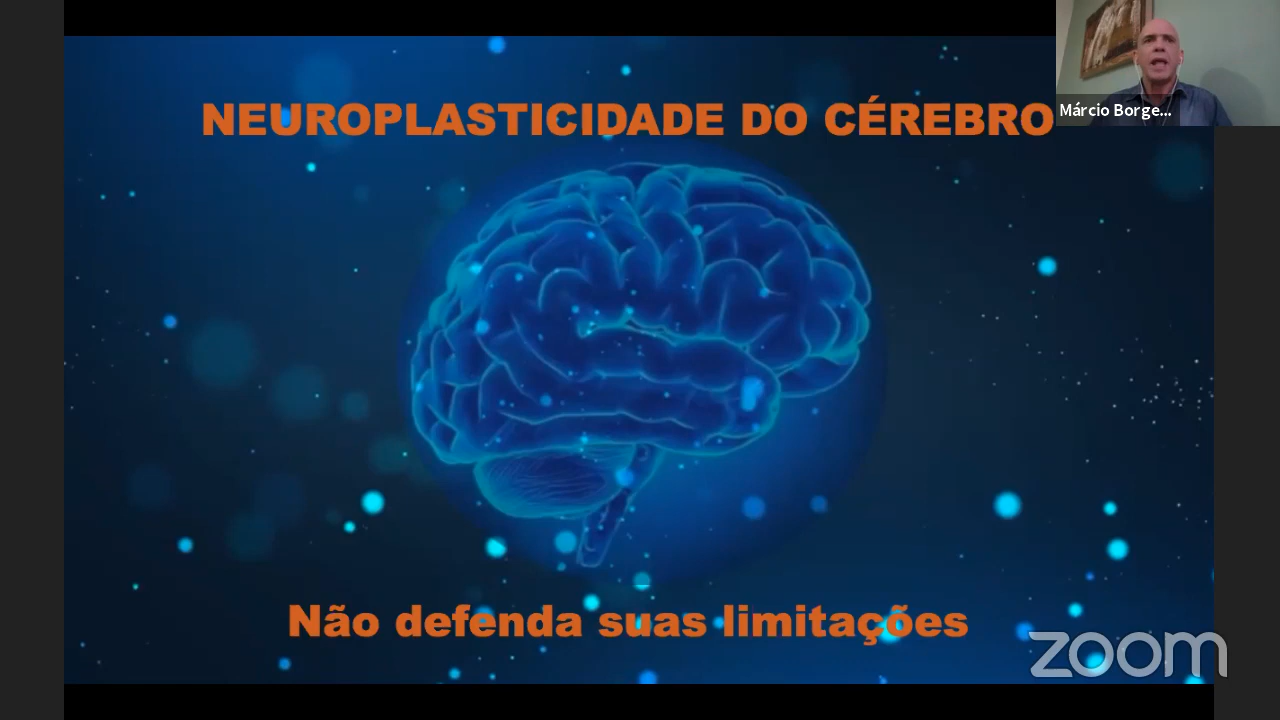 NEUROPLASTICIDADE DO CÉREBRO
Márcio Borge...
Não defenda suas limitações
zoom